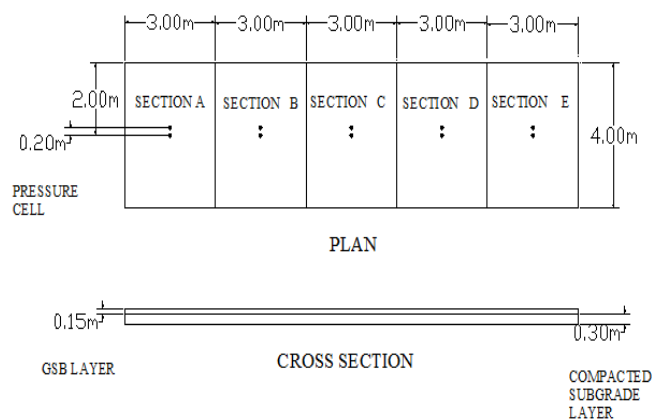 3.00m 3.00m 3.00m 3.00m 3.00m
2.00m
SECTION A SECTION B SECTION C SECTION D SECTION E
0.20m
4.00m
PRESSURE
CELL
PLAN
0.15m
0.30m
GSB LAYER
CROSS SECTION
COMPACTED
SUBGRADE
LAYER